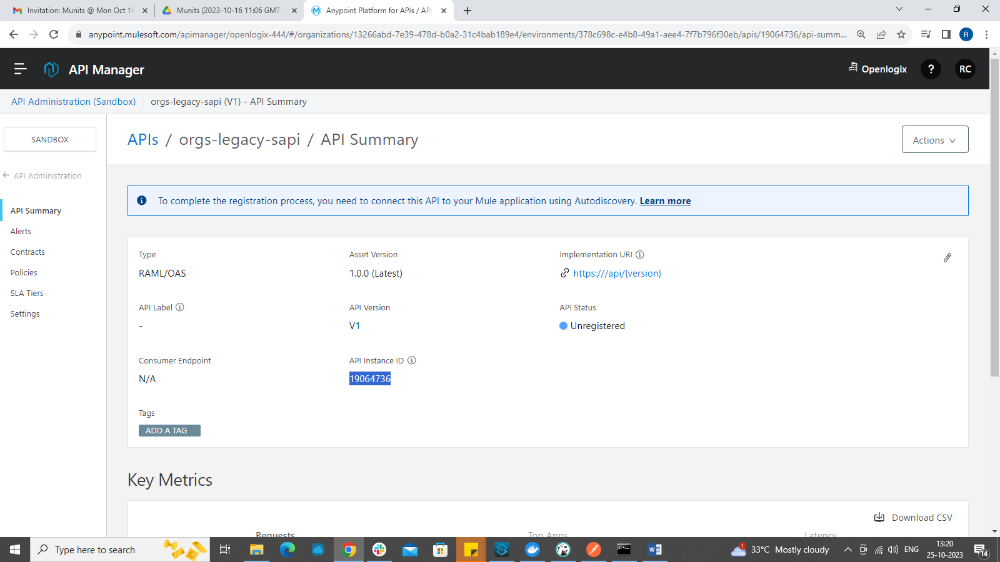 Invitation: Munits @ Mon Oct 16
Munits (2023-10-16 11:06 GMT-
Anypoint Platform for APIs / API
anypoint.mulesoft.com/apimanager/openlogix-444/#/organizations/13266abd-7e39-478d-b0a2-31c4bab189e4/environments/378c698c-e4b8-49a1-aee4-7f7b796f30eb/apis/19064736/api-summ...
R
API Manager
Openlogix
?
RC
API Administration (Sandbox)
orgs-legacy-sapi (V1) - API Summary
SANDBOX
APIs / orgs-legacy-sapi / API Summary
Actions
API Administration
To complete the registration process, you need to connect this API to your Mule application using Autodiscovery. Learn more
API Summary
Alerts
Contracts
Policies
SLA Tiers
Settings
Type
Asset Version
Implementation URI
RAML/OAS
1.0.0 (Latest)
https:///api/{version}
API Label
API Version
API Status
-
V1
Unregistered
Consumer Endpoint
API Instance ID
N/A
19064736
Tags
ADD A TAG
Key Metrics
Download CSV
Requests
Top Apps
Latency
Type here to search
1
33°C Mostly cloudy
ENG
13:20
25-10-2023
14